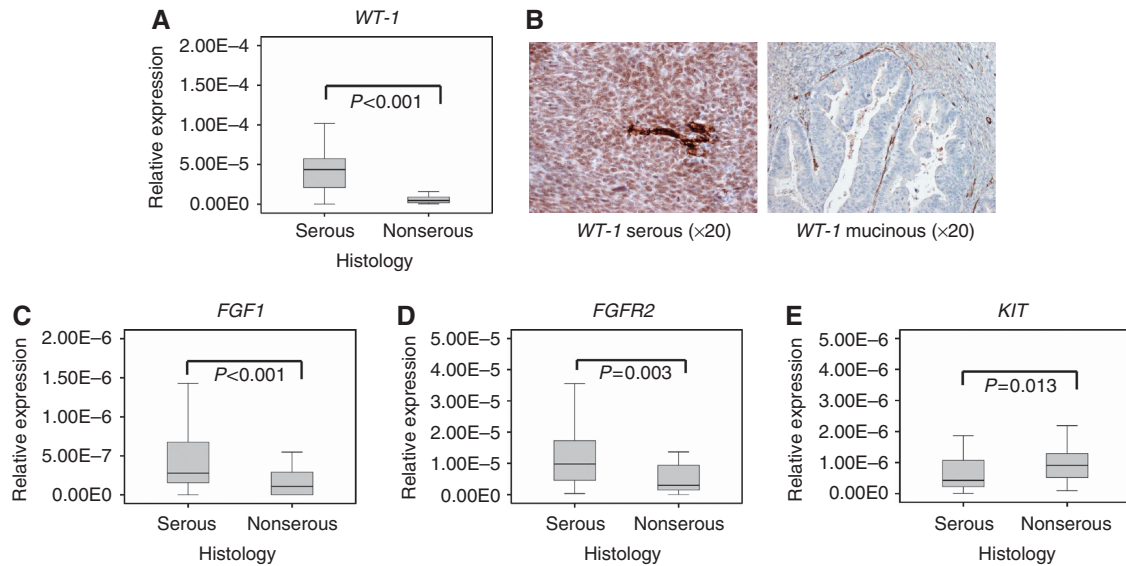 A
WT-1
Relative expression
2.00E–4
1.50E–4
1.00E–4
5.00E–5
0.00E0
P<0.001
Serous
Nonserous
Histology
B
WT-1 serous (×20)
WT-1 mucinous (×20)
C
FGF1
Relative expression
2.00E–6
1.50E–6
1.00E–6
5.00E–7
0.00E0
P<0.001
Serous
Nonserous
Histology
D
FGFR2
Relative expression
5.00E–5
4.00E–5
3.00E–5
2.00E–5
1.00E–5
0.00E0
P=0.003
Serous
Nonserous
Histology
E
KIT
Relative expression
5.00E–6
4.00E–6
3.00E–6
2.00E–6
1.00E–6
0.00E0
P=0.013
Serous
Nonserous
Histology